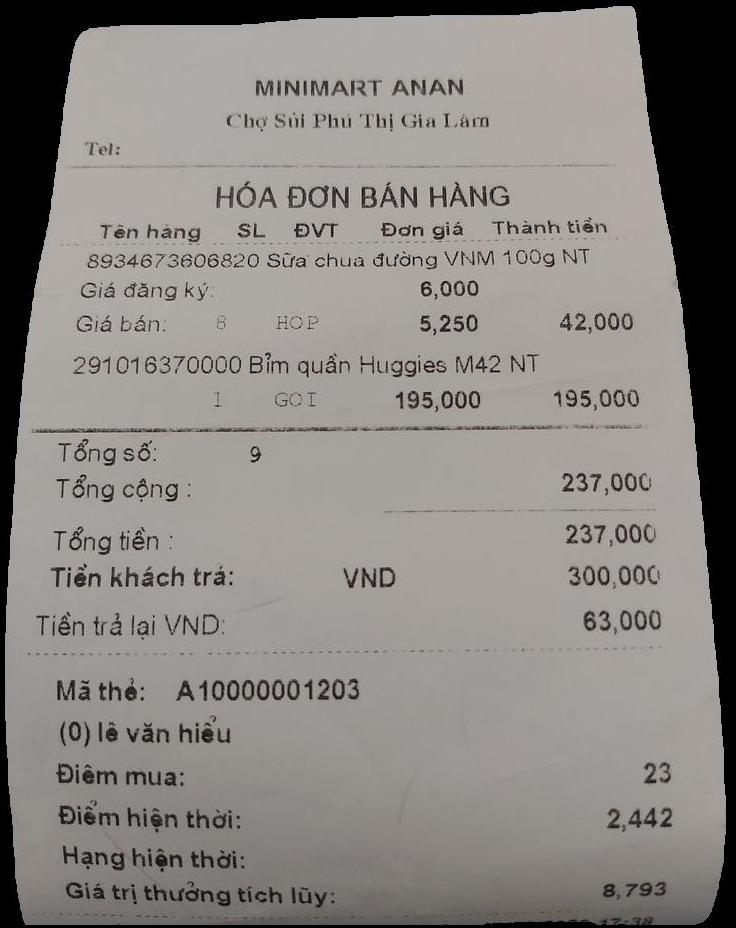 MINIMART ANAN
Chợ Sủi Phú Thị Gia Lâm
Tel:
HÓA ĐƠN BÁN HÀNG
Tên hàng SL ĐVT Đơn giá Thành tiền
8934673606820 Sữa chua đường VNM 100g NT
Giá đăng ký: 6,000
Giá bán: 8 HOP 5,250 42,000
291016370000 Bỉm quần Huggies M42 NT
1 GOI 195,000 195,000
Tổng số: 9
Tổng cộng : 237,000
Tổng tiền : 237,000
Tiền khách trả: VND 300,000
Tiền trả lại VND: 63,000
Mã thẻ: A10000001203
(0) lê văn hiểu
Điêm mua: 23
Điểm hiện thời: 2,442
Hạng hiện thời:
Giá trị thưởng tích lũy: 8,793
17:38